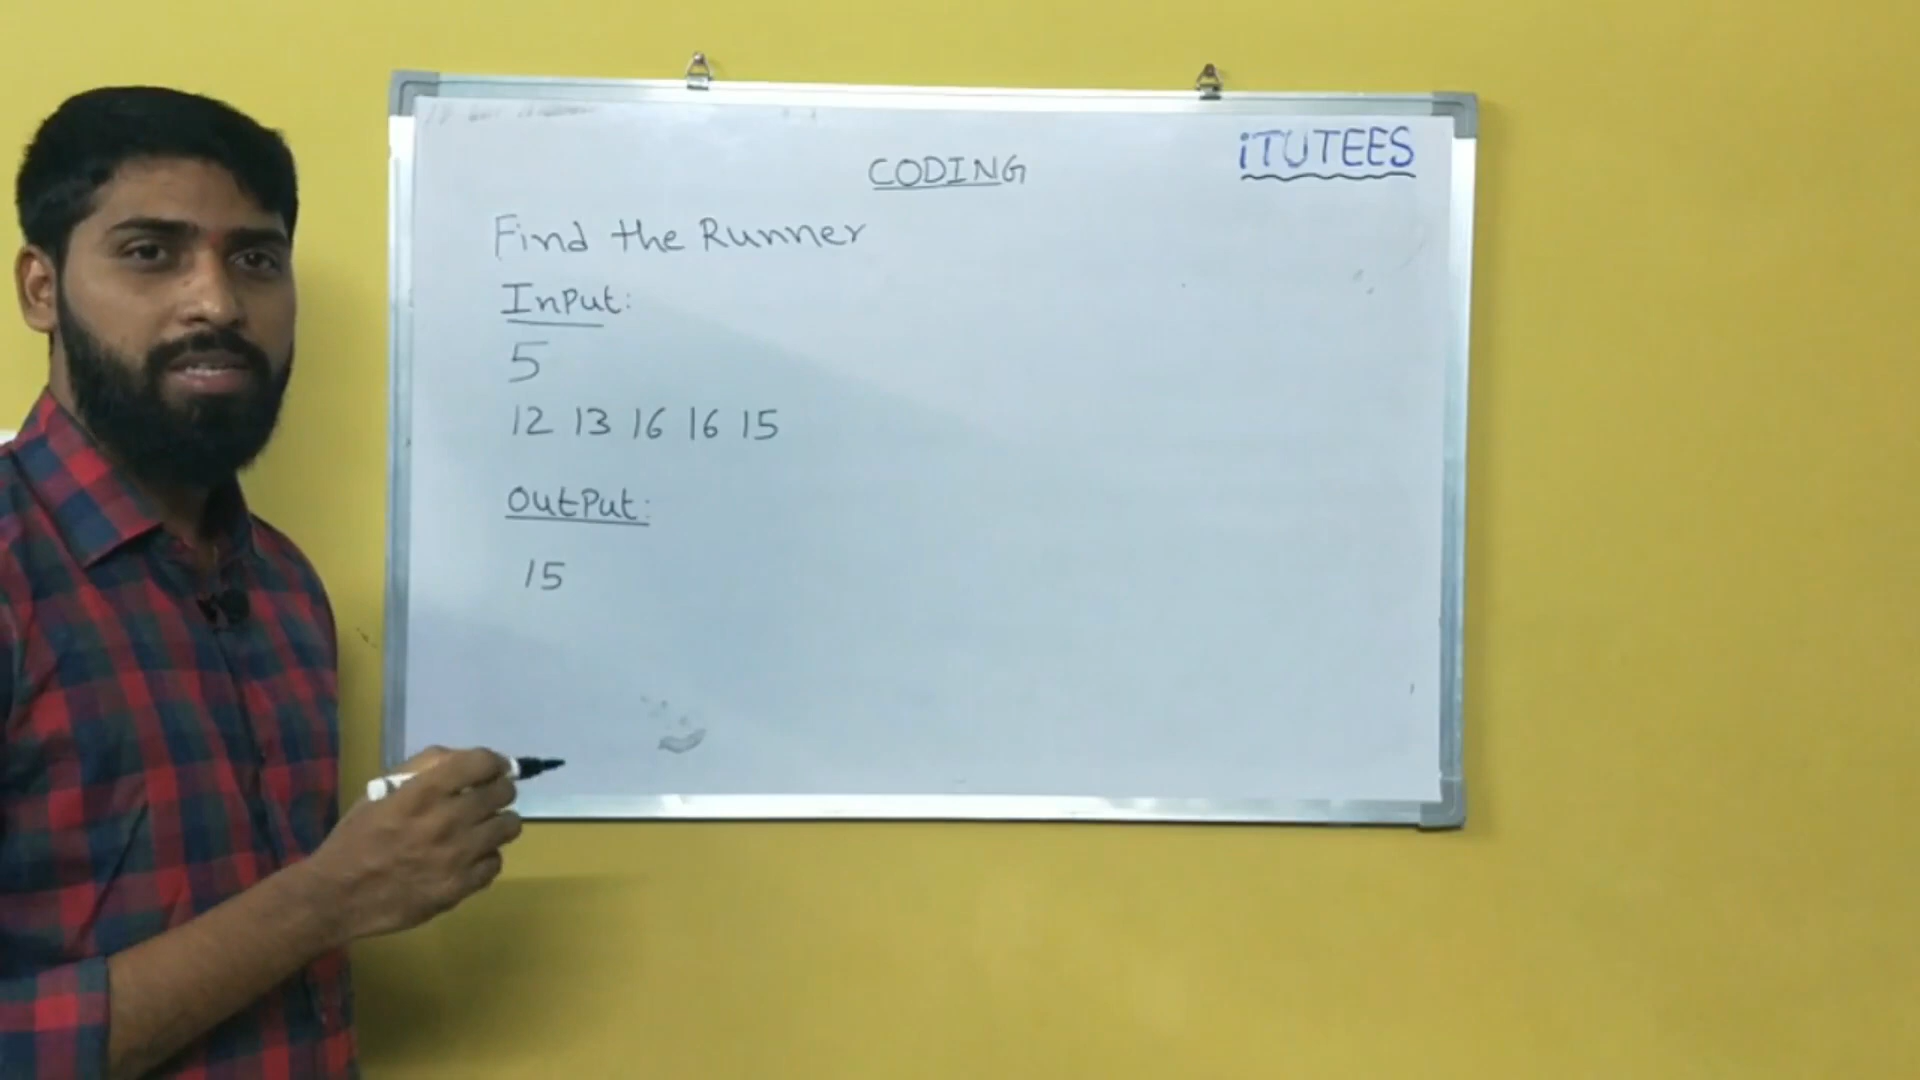 CODING
iTUTEES
Find the Runner
Input:
5
12 13 16 16 15
Output:
15